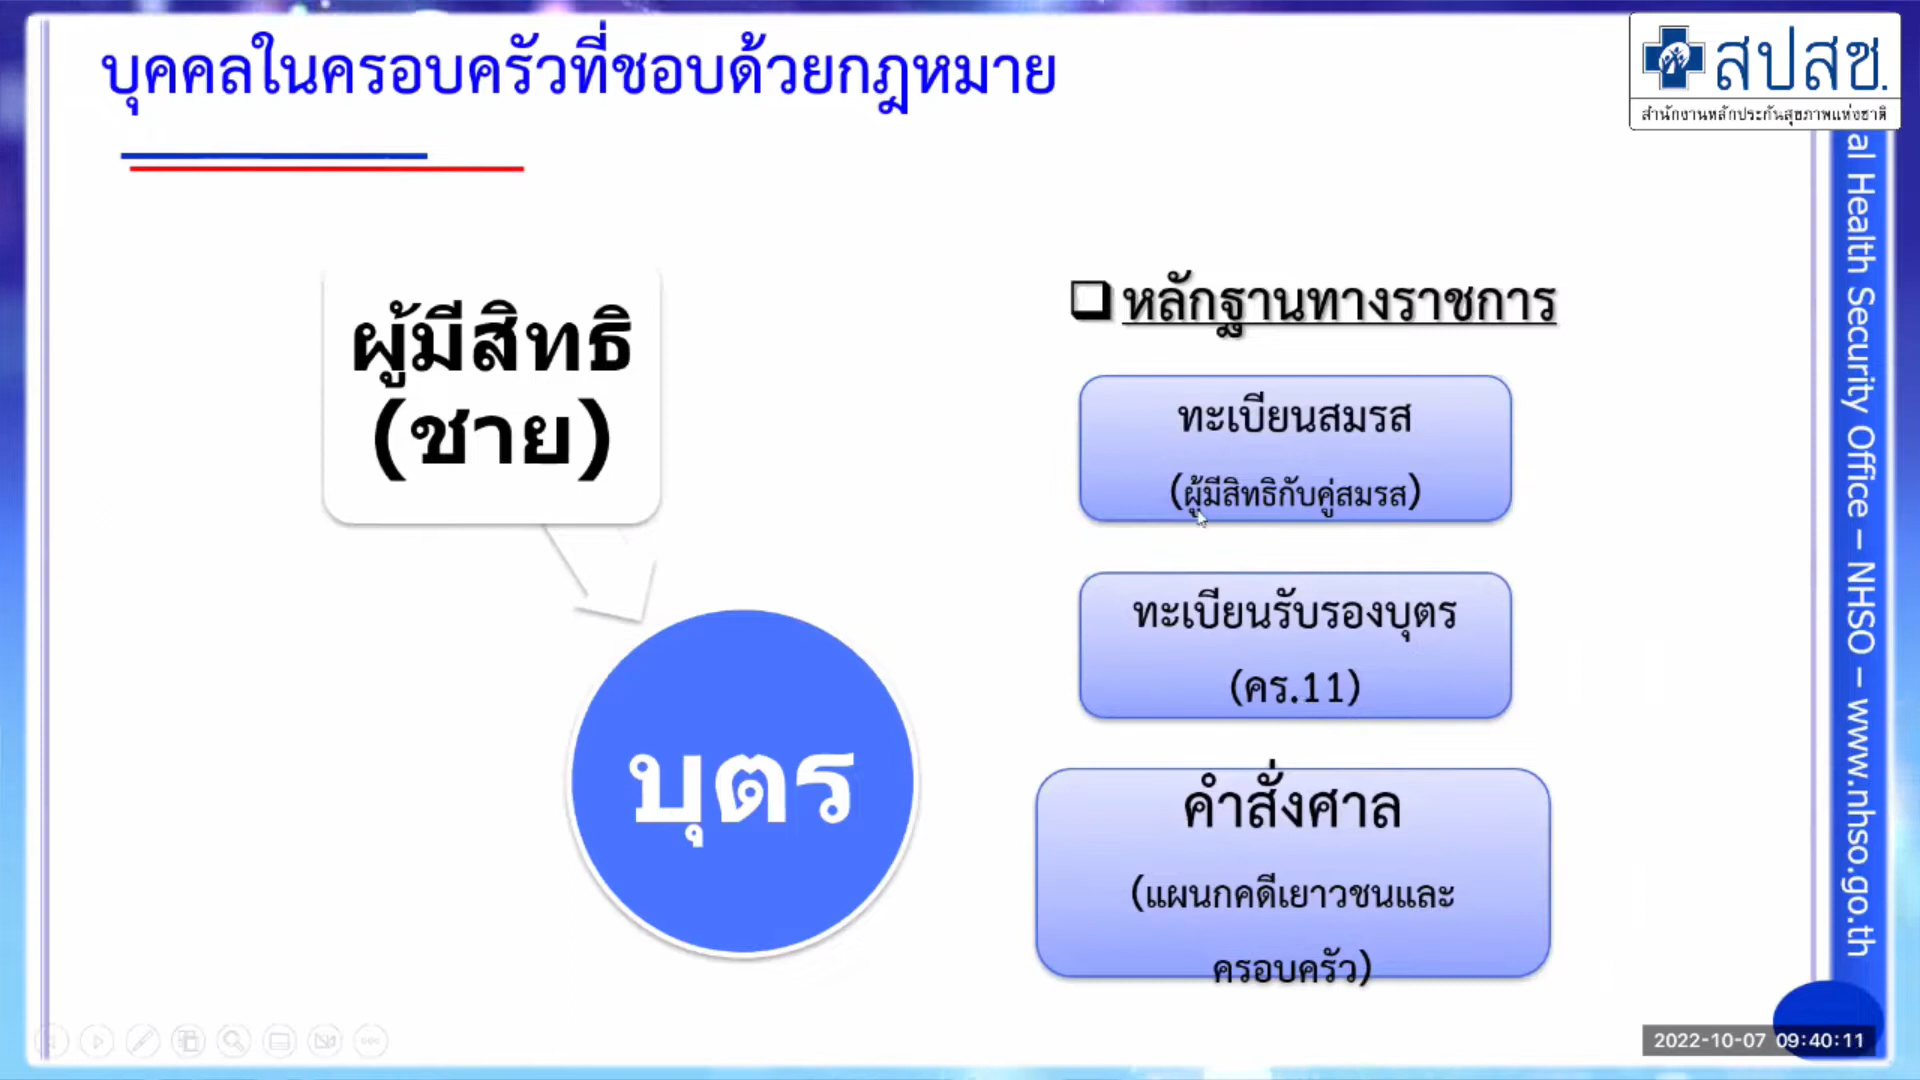 บุคคลในครอบครัวที่ชอบด้วยกฎหมาย
สปสช.
สำนักงานหลักประกันสุขภาพแห่งชาติ
ผู้มีสิทธิ
(ชาย)
บุตร
หลักฐานทางราชการ
ทะเบียนสมรส
(ผู้มีสิทธิกับคู่สมรส)
ทะเบียนรับรองบุตร
(คร.11)
คำสั่งศาล
(แผนกคดีเยาวชนและ
ครอบครัว)
al Health Security Office – NHSO – www.nhso.go.th
2022-10-07 09:40:11